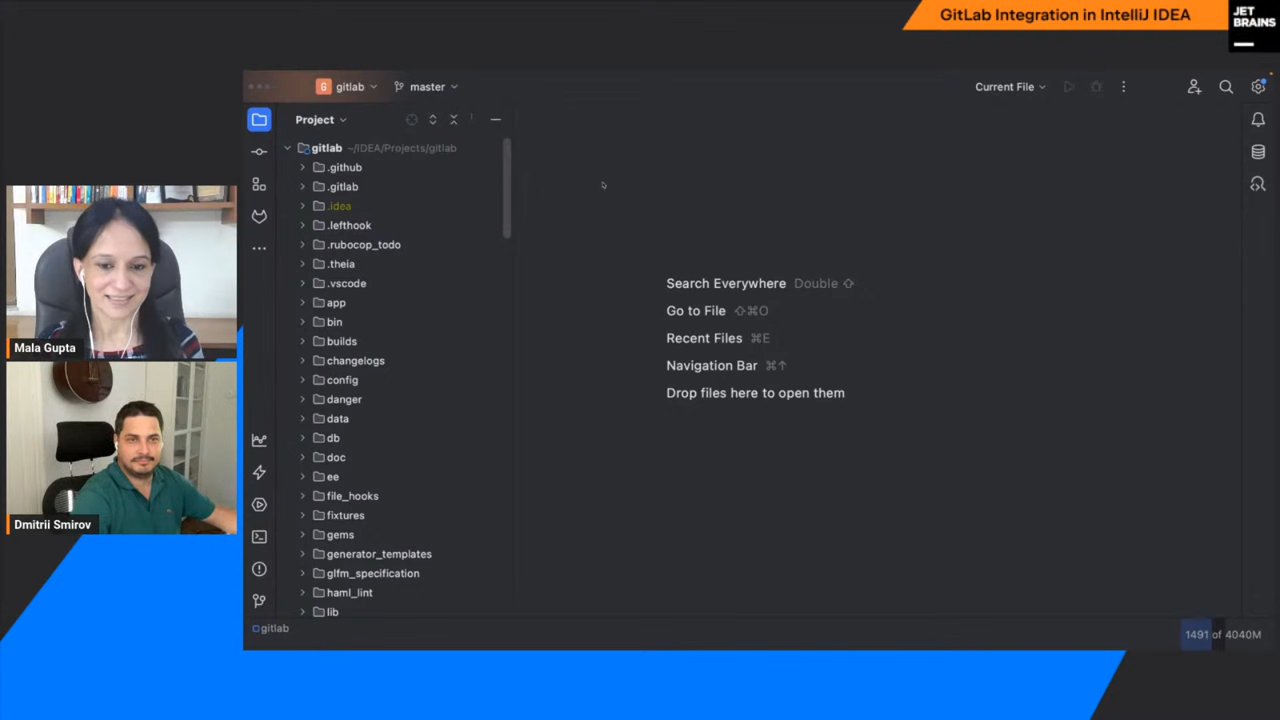 GitLab Integration in IntelliJ IDEA
JET
BRAINS
gitlab
master
Current File
Project
gitlab ~/IDEA/Projects/gitlab
.github
.gitlab
.idea
.lefthook
.rubocop_todo
.theia
.vscode
app
bin
builds
changelogs
config
danger
data
db
doc
ee
file_hooks
fixtures
gems
generator_templates
glfm_specification
haml_lint
lib
Search Everywhere Double ⇧
Go to File ⇧⌘O
Recent Files ⌘E
Navigation Bar ⌘↑
Drop files here to open them
Mala Gupta
Dmitrii Smirov
gitlab
1491 of 4040M